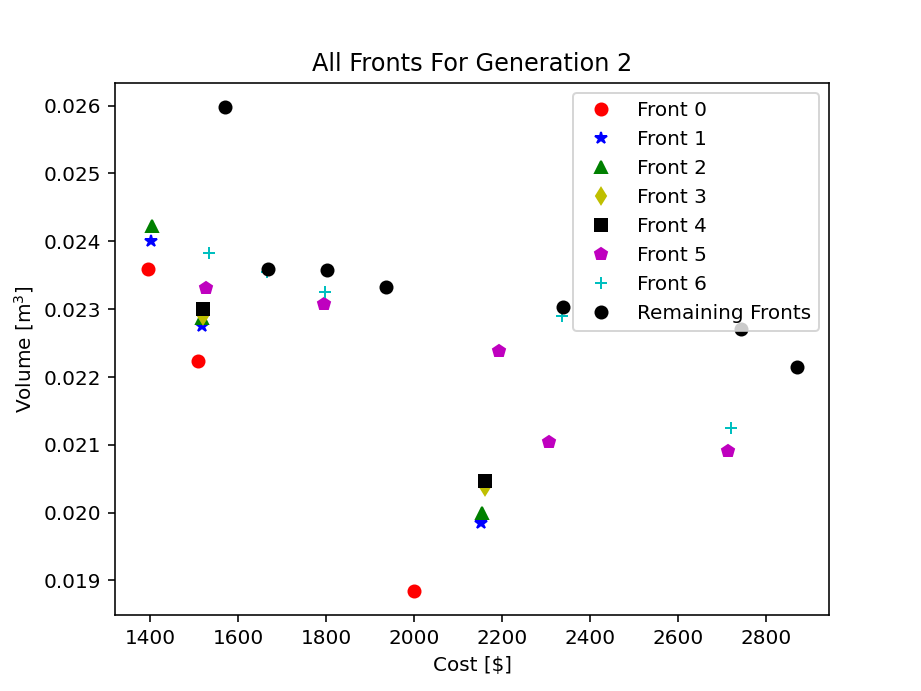 All Fronts For Generation 2
0.026
0.025
0.024
0.023
0.022
0.021
0.020
0.019
Volume [m³]
Front 0
Front 1
Front 2
Front 3
Front 4
Front 5
Front 6
Remaining Fronts
1400 1600 1800 2000 2200 2400 2600 2800
Cost [$]